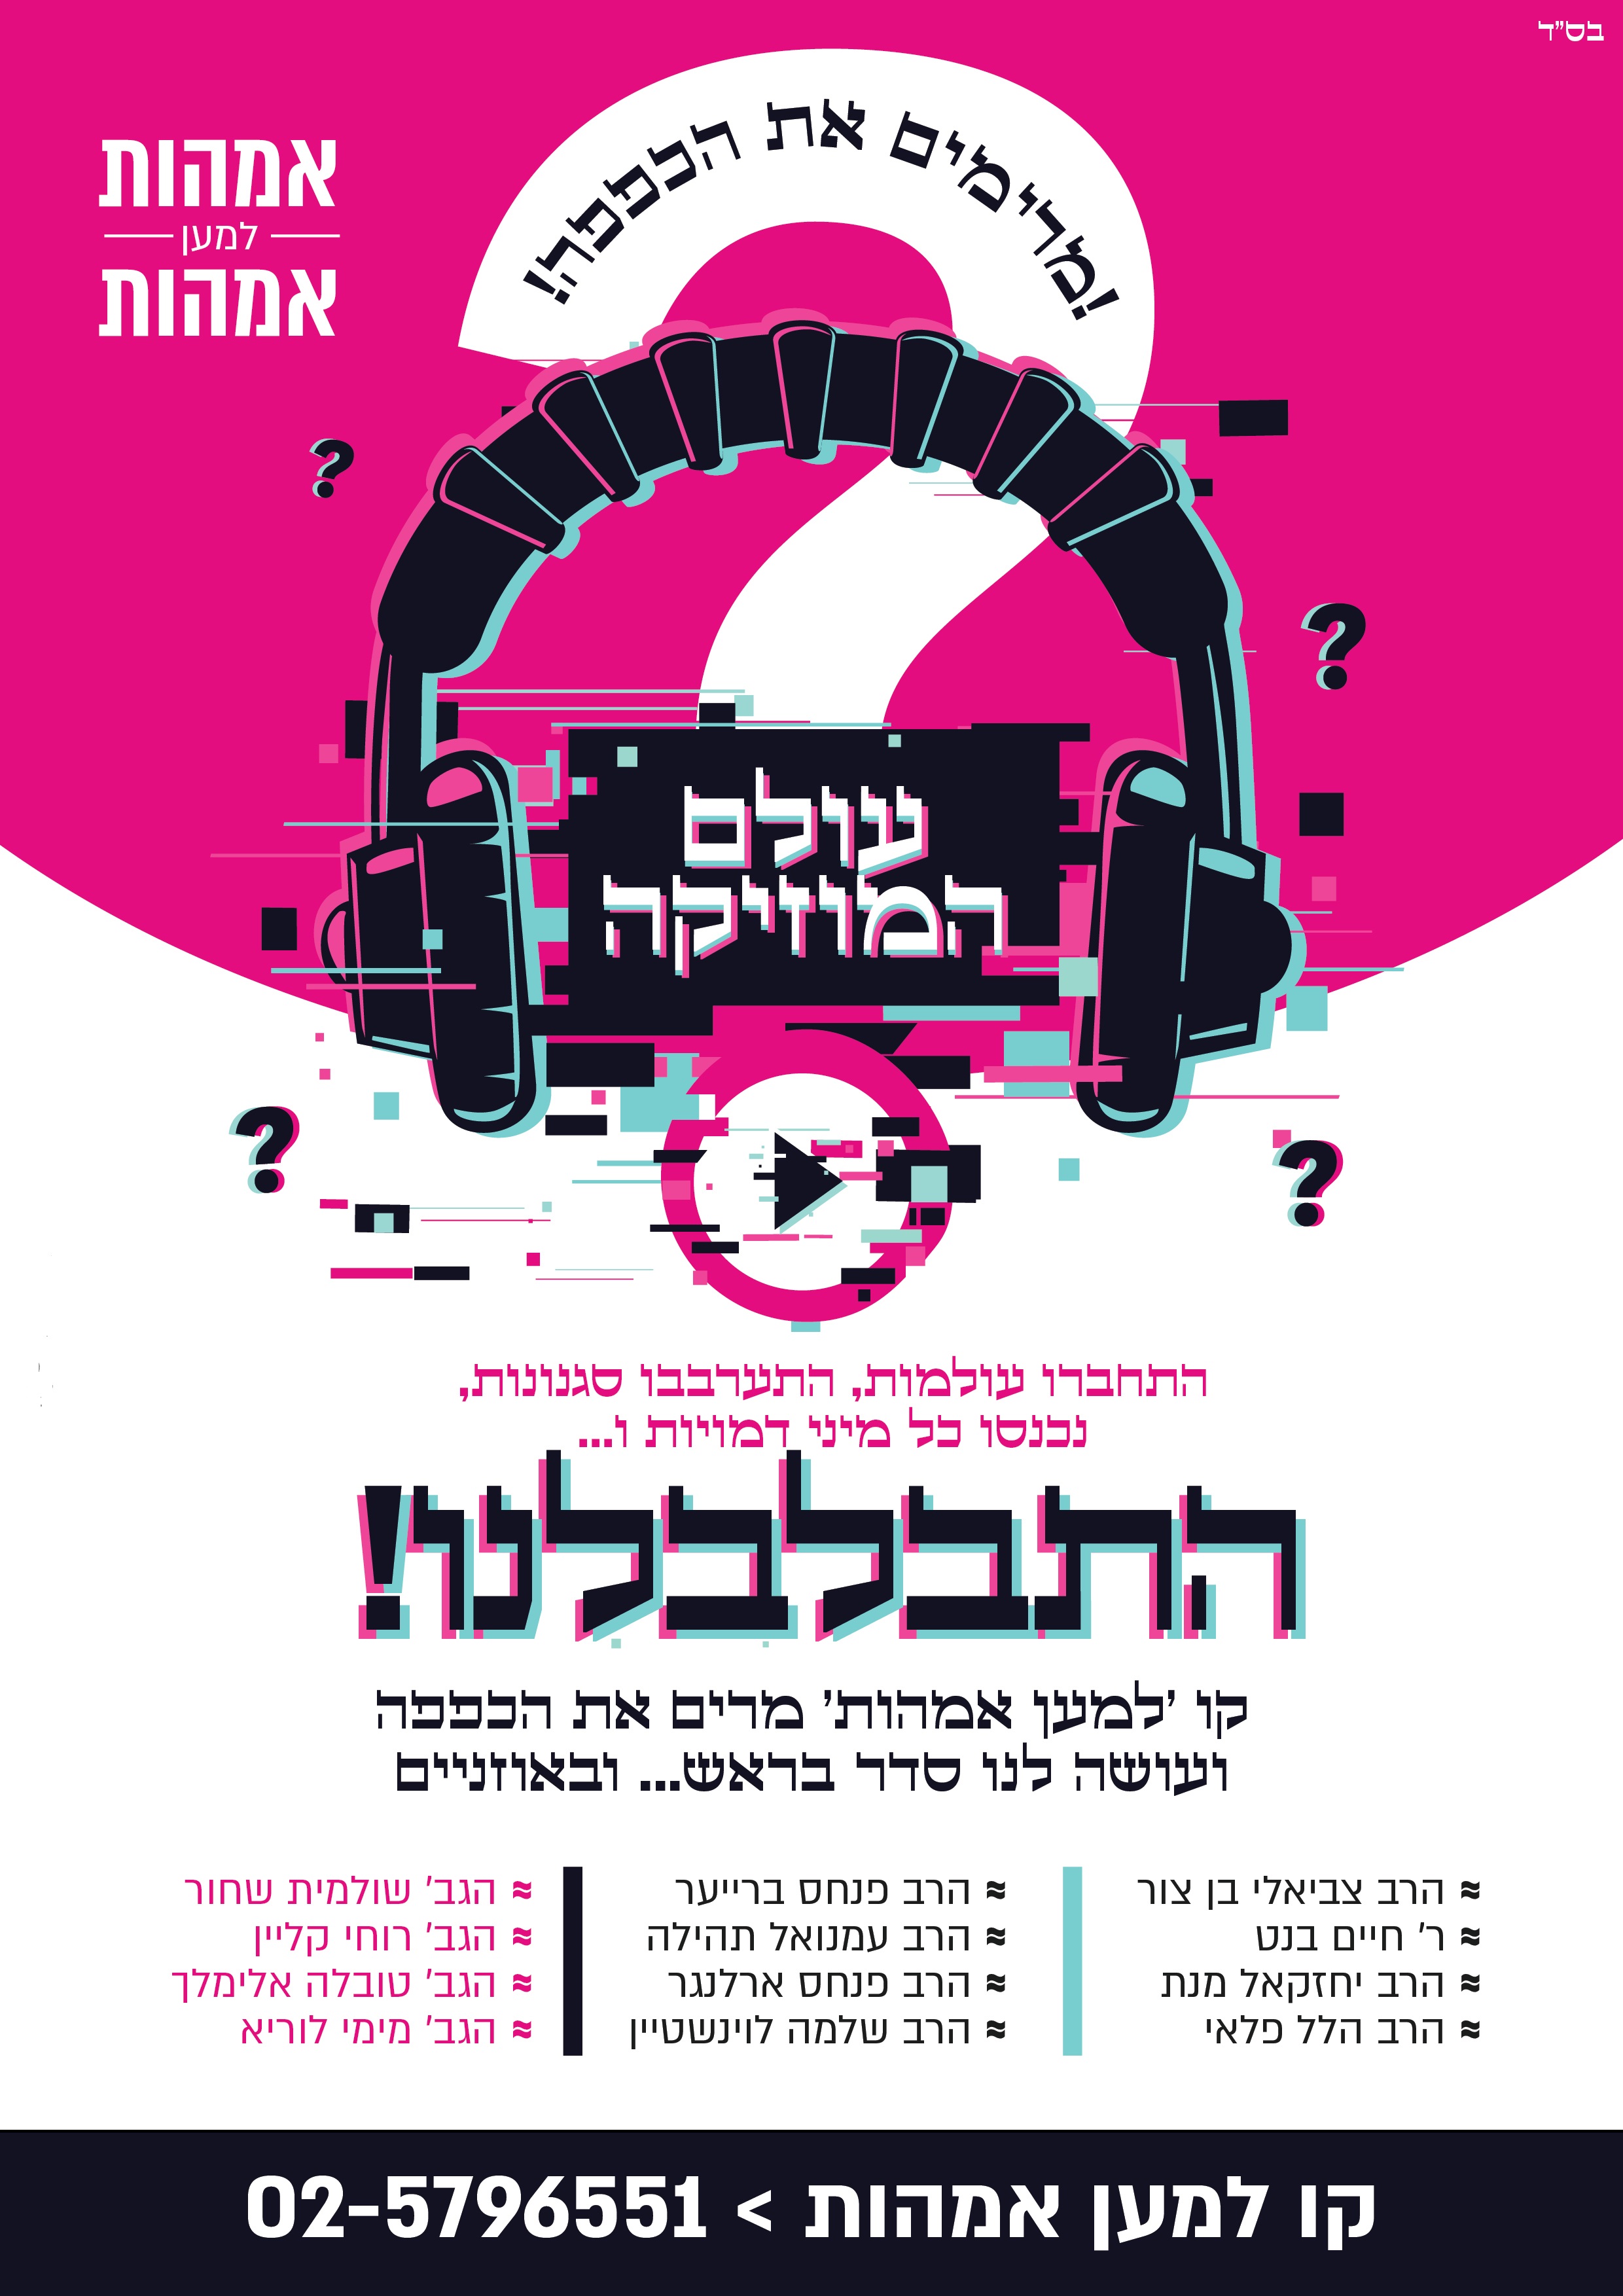 בס"ד
אמהות
למען
אמהות
!מרימים את הכפפה!
עולם
המוזיקה
התחברו עולמות, התערבבו סגנונות,
נכנסו כל מיני דמויות ו...
התבלבלנו!
קו 'למען אמהות' מרים את הכפפה
ועושה לנו סדר בראש... ובאוזניים
≈ הרב צביאלי בן צור
≈ ר' חיים בנט
≈ הרב יחזקאל מנת
≈ הרב הלל פלאי
≈ הרב פנחס ברייער
≈ הרב עמנואל תהילה
≈ הרב פנחס ארלנגר
≈ הרב שלמה לוינשטיין
≈ הגב' שולמית שחור
≈ הגב' רוחי קליין
≈ הגב' טובלה אלימלך
≈ הגב' מימי לוריא
קו למען אמהות > 02-5796551